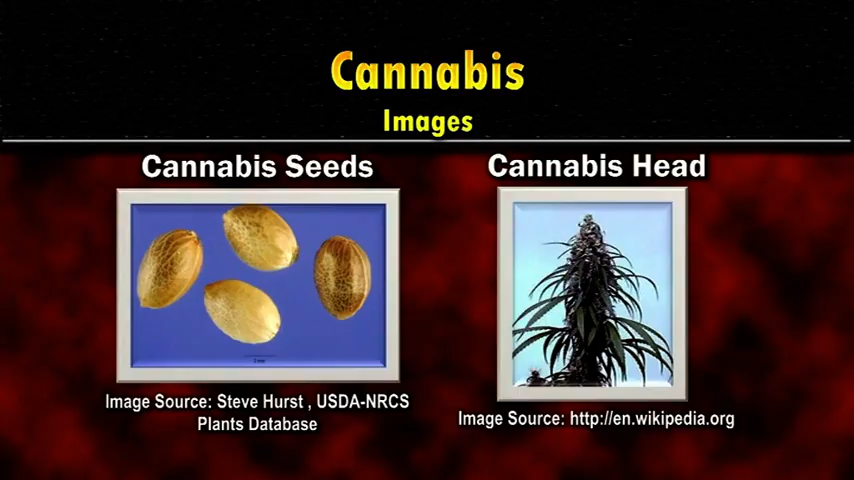 Cannabis
Images
Cannabis Seeds
Cannabis Head
Image Source: Steve Hurst , USDA-NRCS
Plants Database
Image Source: http://en.wikipedia.org